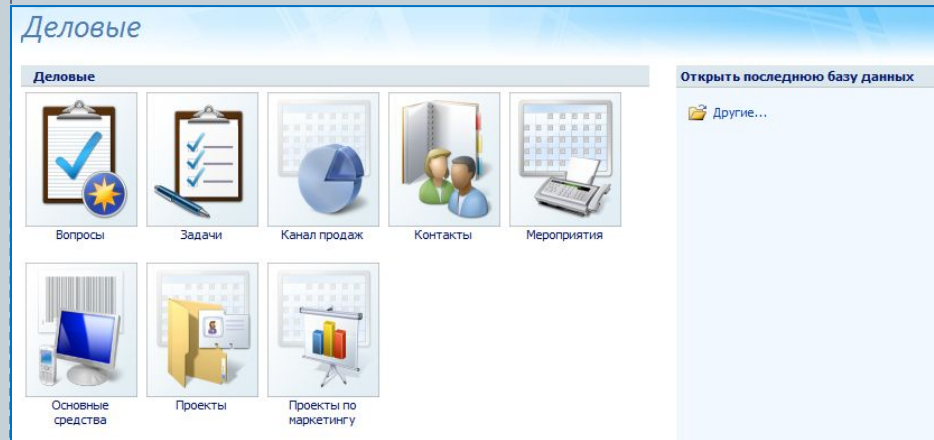 Деловые
Деловые
Открыть последнюю базу данных
Другие...
Вопросы
Задачи
Канал продаж
Контакты
Мероприятия
Основные
средства
Проекты
Проекты по
маркетингу